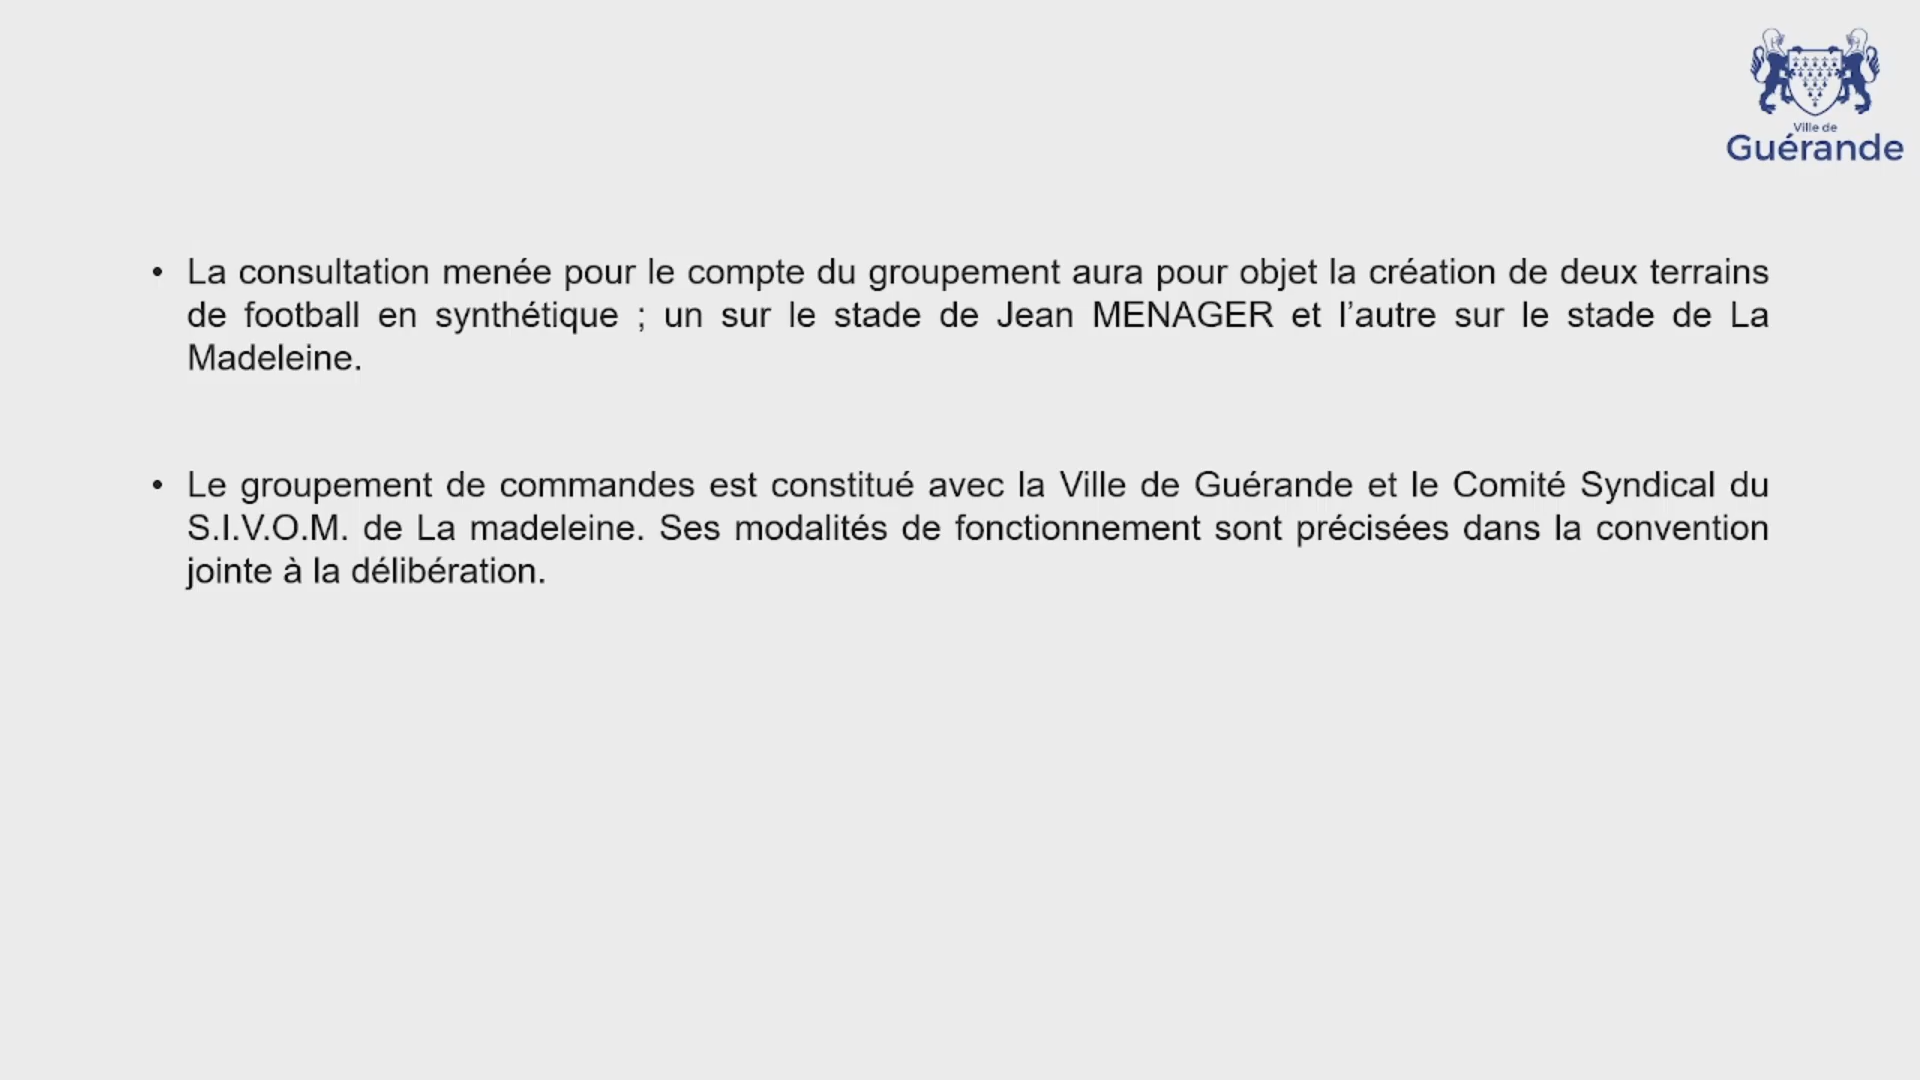 Ville de
Guérande
• La consultation menée pour le compte du groupement aura pour objet la création de deux terrains
de football en synthétique ; un sur le stade de Jean MENAGER et l’autre sur le stade de La
Madeleine.
• Le groupement de commandes est constitué avec la Ville de Guérande et le Comité Syndical du
S.I.V.O.M. de La madeleine. Ses modalités de fonctionnement sont précisées dans la convention
jointe à la délibération.